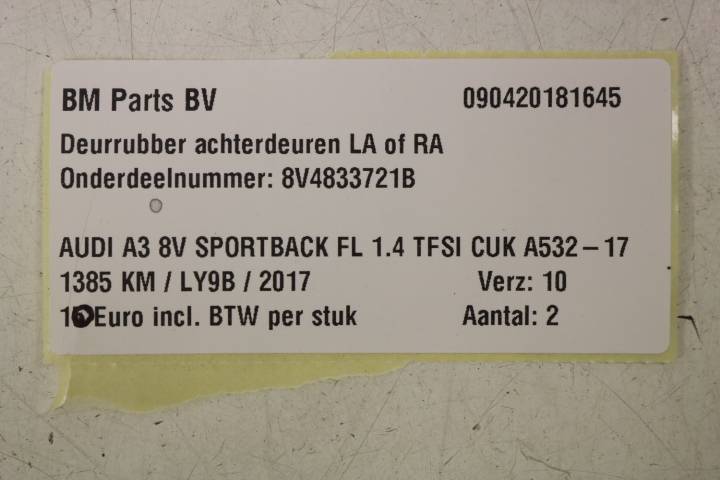 BM Parts BV 090420181645
Deurrubber achterdeuren LA of RA
Onderdeelnummer: 8V4833721B
AUDI A3 8V SPORTBACK FL 1.4 TFSI CUK A532-17
1385 KM / LY9B / 2017 Verz: 10
Euro incl. BTW per stuk Aantal: 2